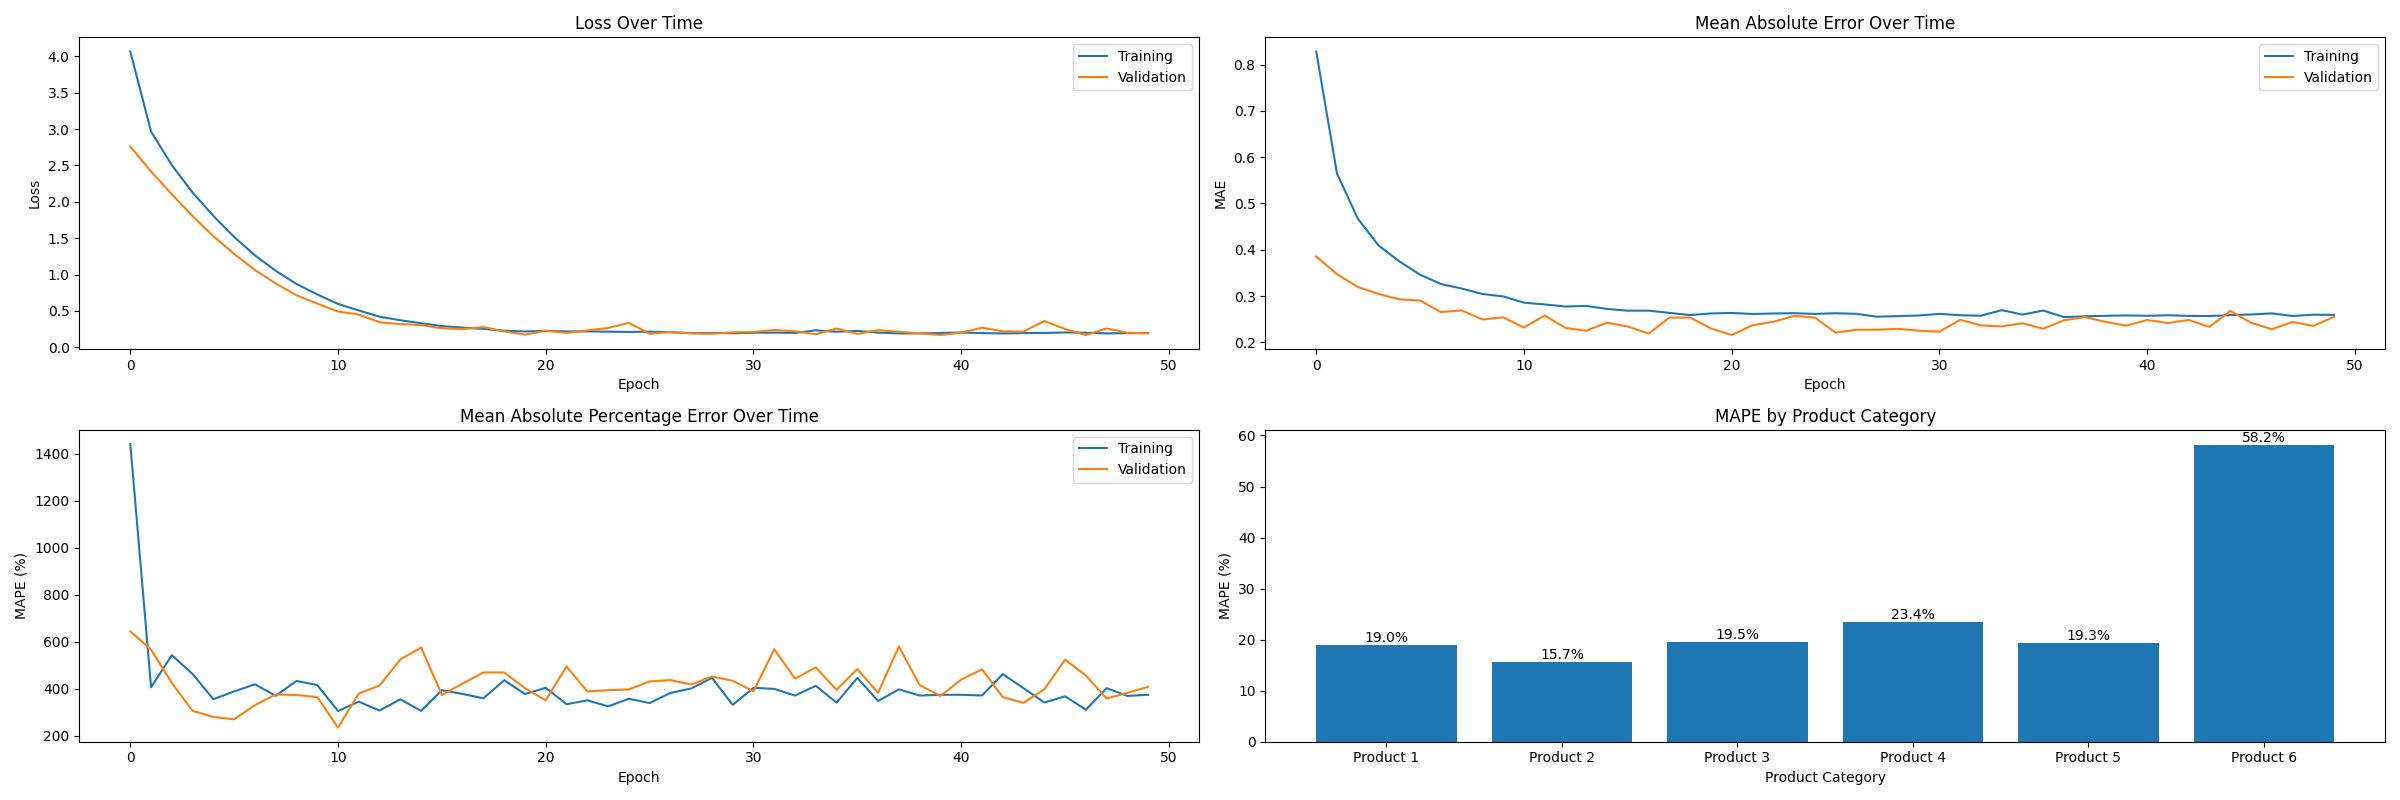 Loss Over Time
4.0
3.5
3.0
2.5
2.0
1.5
1.0
0.5
0.0
Loss
0 10 20 30 40 50
Epoch
Training
Validation
Mean Absolute Error Over Time
0.8
0.7
0.6
0.5
0.4
0.3
0.2
MAE
0 10 20 30 40 50
Epoch
Training
Validation
Mean Absolute Percentage Error Over Time
1400
1200
1000
800
600
400
200
MAPE (%)
0 10 20 30 40 50
Epoch
Training
Validation
MAPE by Product Category
60
50
40
30
20
10
0
MAPE (%)
19.0% 15.7% 19.5% 23.4% 19.3% 58.2%
Product 1 Product 2 Product 3 Product 4 Product 5 Product 6
Product Category